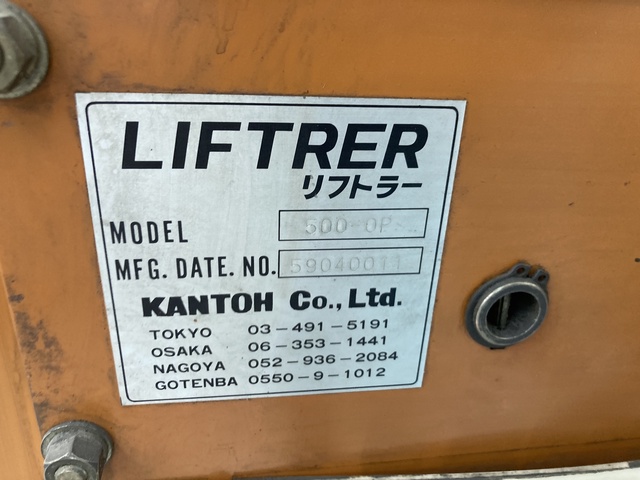 LIFTRER
リフトラー
MODEL 500-OP
MFG. DATE. NO. 59040011
KANTOH Co., Ltd.
TOKYO 03-491-5191
OSAKA 06-353-1441
NAGOYA 052-936-2084
GOTENBA 0550-9-1012